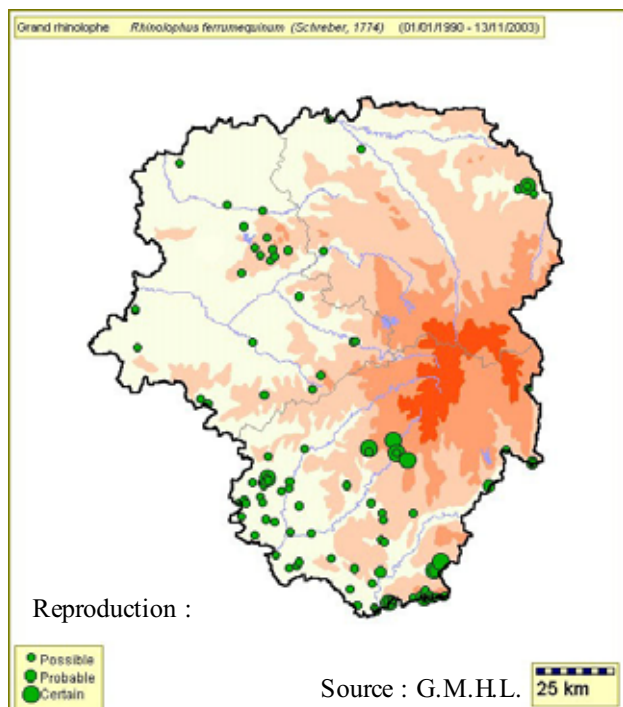 Grand rhinolophe Rhinolophus ferrumequinum (Schreber, 1774) (01/01/1990 - 13/11/2003)
Reproduction :
Possible
Probable
Certain
Source : G.M.H.L.
25 km